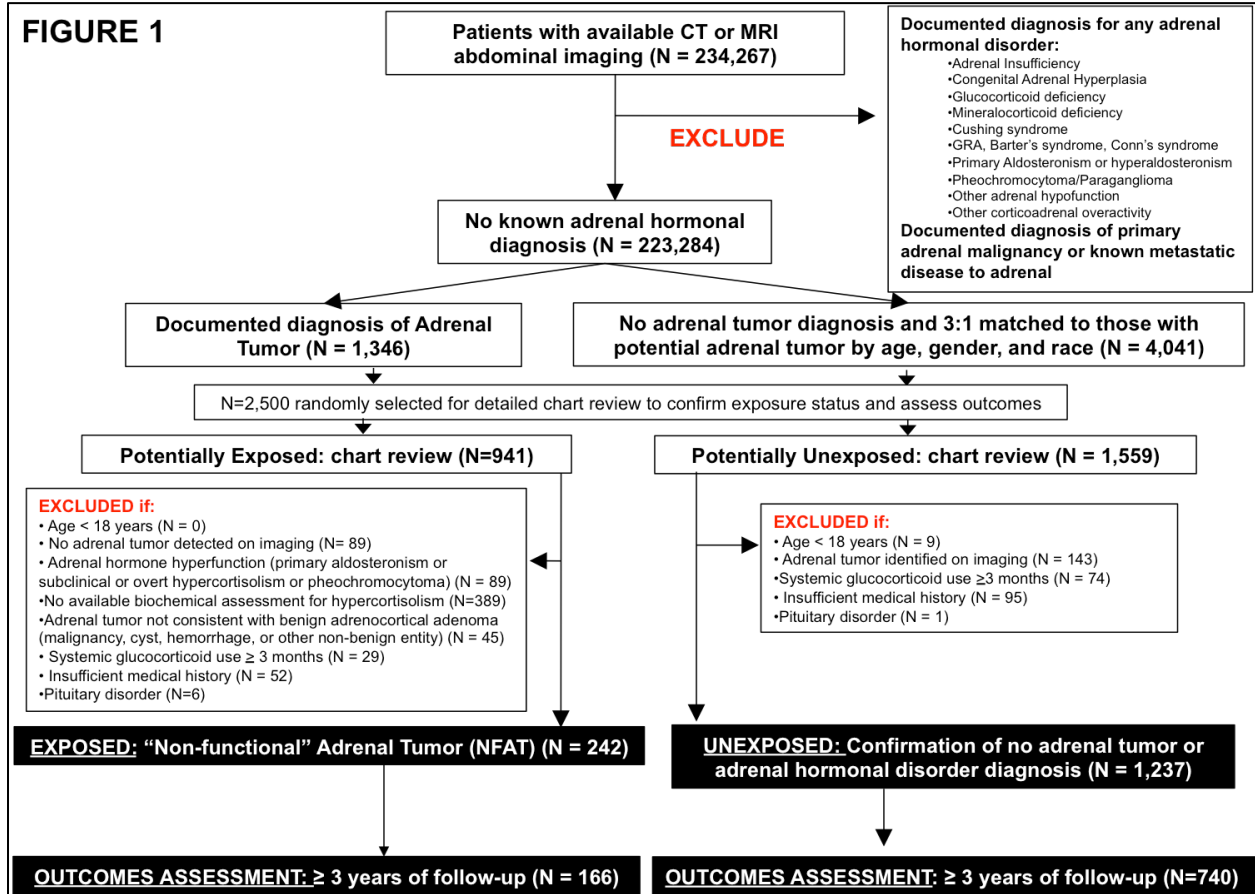 FIGURE 1
Patients with available CT or MRI
abdominal imaging (N = 234,267)
Documented diagnosis for any adrenal
hormonal disorder:
•Adrenal Insufficiency
•Congenital Adrenal Hyperplasia
•Glucocorticoid deficiency
•Mineralocorticoid deficiency
•Cushing syndrome
•GRA, Barter's syndrome, Conn's syndrome
•Primary Aldosteronism or hyperaldosteronism
•Pheochromocytoma/Paraganglioma
•Other adrenal hypofunction
•Other corticoadrenal overactivity
Documented diagnosis of primary
adrenal malignancy or known metastatic
disease to adrenal
EXCLUDE
No known adrenal hormonal
diagnosis (N = 223,284)
Documented diagnosis of Adrenal
Tumor (N = 1,346)
No adrenal tumor diagnosis and 3:1 matched to those with
potential adrenal tumor by age, gender, and race (N = 4,041)
N=2,500 randomly selected for detailed chart review to confirm exposure status and assess outcomes
Potentially Exposed: chart review (N=941)
Potentially Unexposed: chart review (N = 1,559)
EXCLUDED if:
• Age < 18 years (N = 0)
• No adrenal tumor detected on imaging (N= 89)
• Adrenal hormone hyperfunction (primary aldosteronism or
subclinical or overt hypercortisolism or pheochromocytoma) (N = 89)
•No available biochemical assessment for hypercortisolism (N=389)
•Adrenal tumor not consistent with benign adrenocortical adenoma
(malignancy, cyst, hemorrhage, or other non-benign entity) (N = 45)
• Systemic glucocorticoid use ≥ 3 months (N = 29)
• Insufficient medical history (N = 52)
•Pituitary disorder (N=6)
EXCLUDED if:
• Age < 18 years (N = 9)
• Adrenal tumor identified on imaging (N = 143)
•Systemic glucocorticoid use ≥3 months (N = 74)
• Insufficient medical history (N = 95)
•Pituitary disorder (N = 1)
EXPOSED: “Non-functional” Adrenal Tumor (NFAT) (N = 242)
UNEXPOSED: Confirmation of no adrenal tumor or
adrenal hormonal disorder diagnosis (N = 1,237)
OUTCOMES ASSESSMENT: ≥ 3 years of follow-up (N = 166)
OUTCOMES ASSESSMENT: ≥ 3 years of follow-up (N=740)